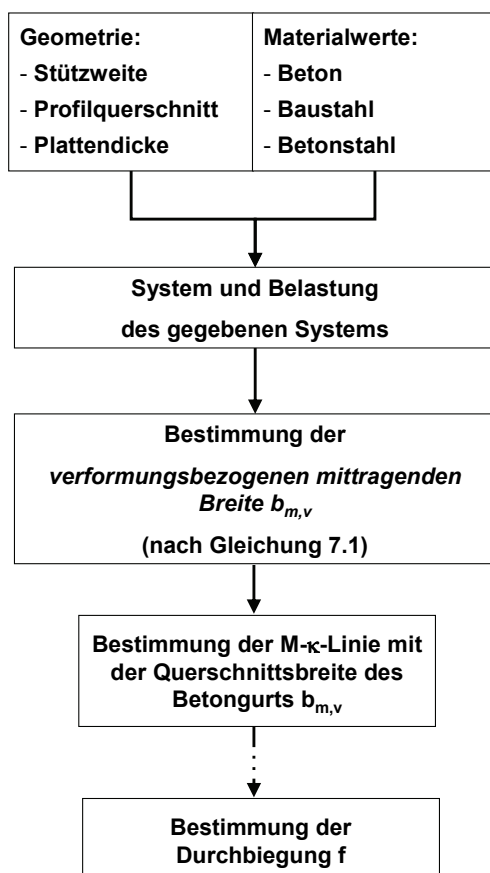 Geometrie:
- Stützweite
- Profilquerschnitt
- Plattendicke
Materialwerte:
- Beton
- Baustahl
- Betonstahl
System und Belastung
des gegebenen Systems
Bestimmung der
verformungsbezogenen mittragenden
Breite b_{m,v}
(nach Gleichung 7.1)
Bestimmung der M-κ-Linie mit
der Querschnittsbreite des
Betongurts b_{m,v}
Bestimmung der
Durchbiegung f